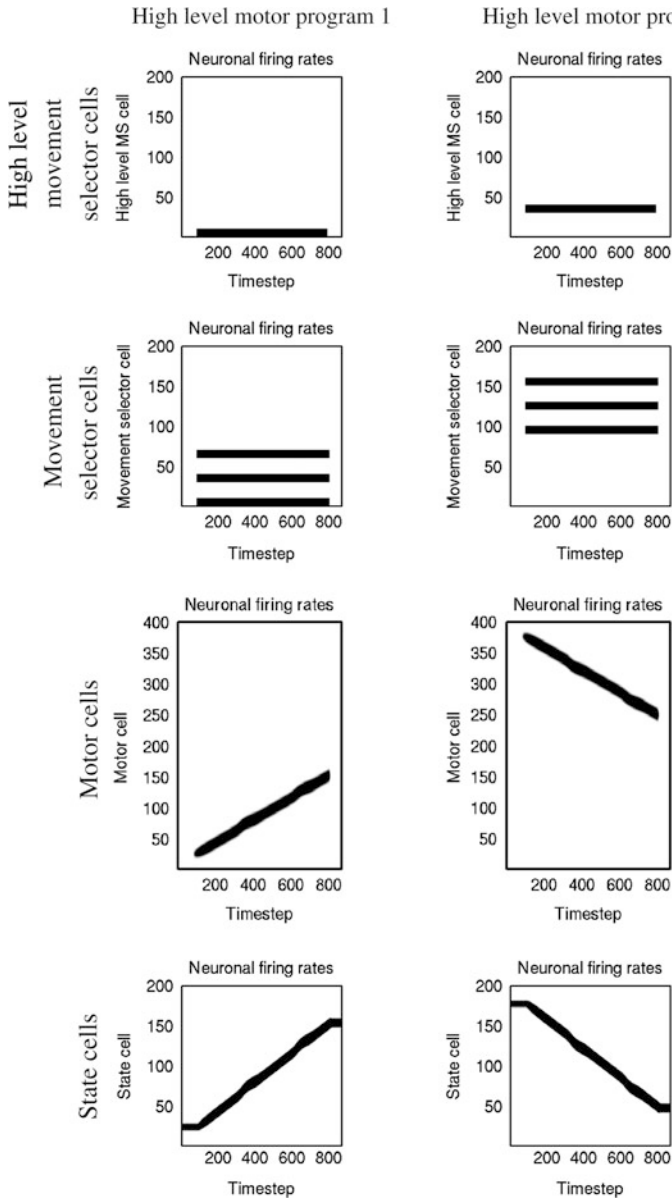 High level motor program 1
High level motor pro
High level
movement
selector cells
Neuronal firing rates
High level MS cell
200
150
100
50
200 400 600 800
Timestep
Neuronal firing rates
High level MS cell
200
150
100
50
200 400 600 800
Timestep
Movement
selector cells
Neuronal firing rates
Movement selector cell
200
150
100
50
200 400 600 800
Timestep
Neuronal firing rates
Movement selector cell
200
150
100
50
200 400 600 800
Timestep
Motor cells
Neuronal firing rates
Motor cell
400
350
300
250
200
150
100
50
200 400 600 800
Timestep
Neuronal firing rates
Motor cell
400
350
300
250
200
150
100
50
200 400 600 800
Timestep
State cells
Neuronal firing rates
State cell
200
150
100
50
200 400 600 800
Timestep
Neuronal firing rates
State cell
200
150
100
50
200 400 600 800
Timestep